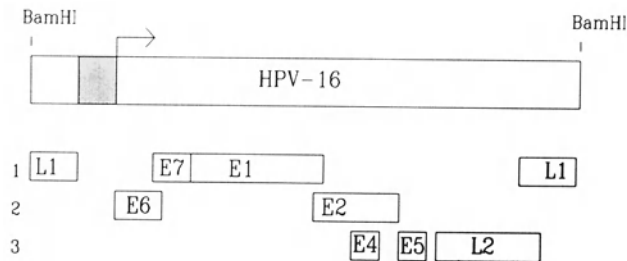 BamHI BamHI
HPV-16
1 L1 E7 E1 L1
2 E6 E2
3 E4 E5 L2